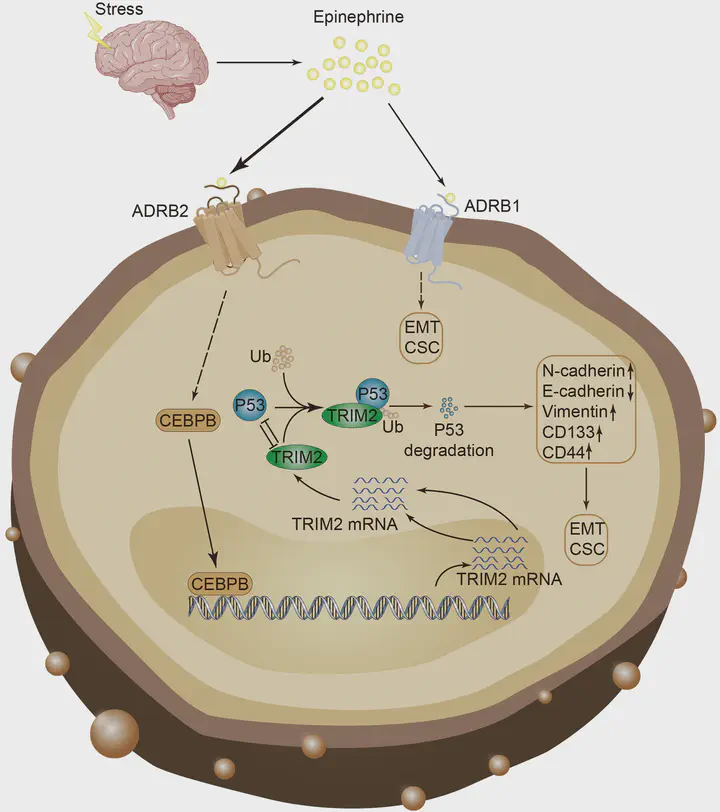 Stress
Epinephrine
ADRB2
ADRB1
EMT
CSC
Ub
P53
P53
TRIM2
Ub
P53
degradation
N-cadherin
E-cadherin
Vimentin
CD133
CD44
CEBPB
TRIM2
TRIM2 mRNA
EMT
CSC
TRIM2 mRNA
CEBPB